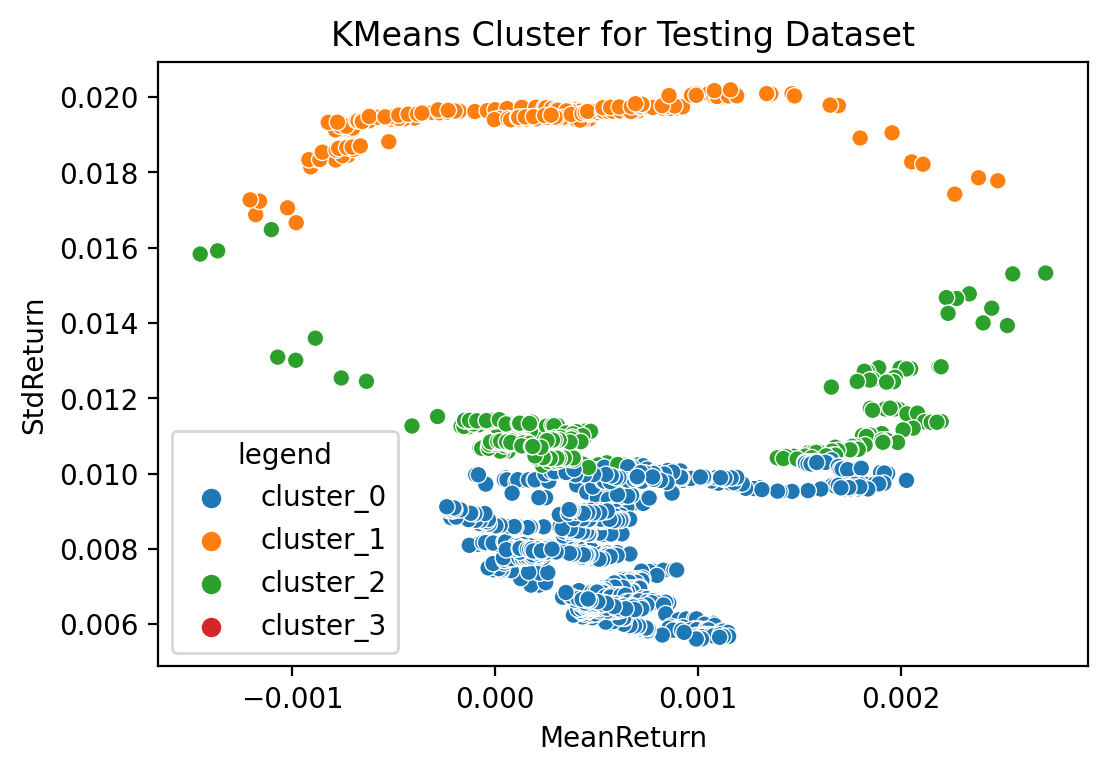 KMeans Cluster for Testing Dataset
0.020
0.018
0.016
0.014
0.012
0.010
0.008
0.006
StdReturn
legend
cluster_0
cluster_1
cluster_2
cluster_3
−0.001 0.000 0.001 0.002
MeanReturn